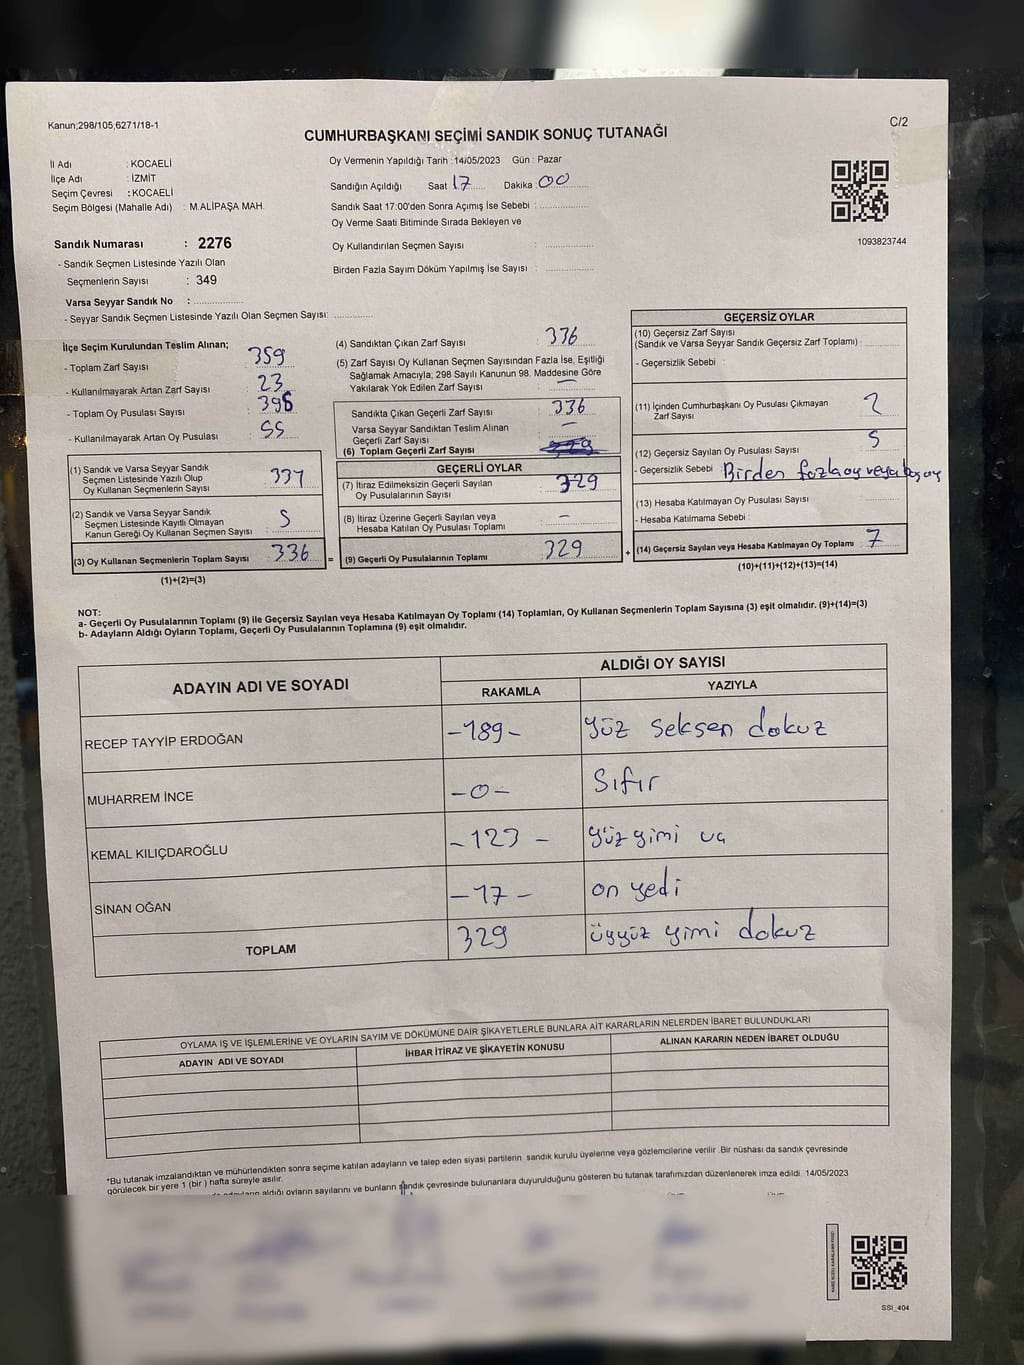 Kanun;298/105,6271/18-1
C/2
CUMHURBAŞKANI SEÇİMİ SANDIK SONUÇ TUTANAĞI
İl Adı : KOCAELİ
İlçe Adı : İZMİT
Seçim Çevresi : KOCAELİ
Seçim Bölgesi (Mahalle Adı) : M.ALİPAŞA MAH.
Oy Vermenin Yapıldığı Tarih : 14/05/2023 Gün : Pazar
Sandığın Açıldığı Saat 17 Dakika : 00
Sandık Saat 17:00'den Sonra Açımış İse Sebebi :
Oy Verme Saati Bitiminde Sırada Bekleyen ve
Oy Kullandırılan Seçmen Sayısı :
Birden Fazla Sayım Döküm Yapılmış İse Sayısı :
1093823744
Sandık Numarası : 2276
- Sandık Seçmen Listesinde Yazılı Olan
Seçmenlerin Sayısı : 349
Varsa Seyyar Sandık No :
- Seyyar Sandık Seçmen Listesinde Yazılı Olan Seçmen Sayısı:
İlçe Seçim Kurulundan Teslim Alınan;
- Toplam Zarf Sayısı : 359
- Kullanılmayarak Artan Zarf Sayısı : 23
- Toplam Oy Pusulası Sayısı :
- Kullanılmayarak Artan Oy Pusulası : 55
(1) Sandık ve Varsa Seyyar Sandık
Seçmen Listesinde Yazılı Olup
Oy Kullanan Seçmenlerin Sayısı :
(2) Sandık ve Varsa Seyyar Sandık
Seçmen Listesinde Kayıtlı Olmayan
Kanun Gereği Oy Kullanan Seçmen Sayısı : 5
(3) Oy Kullanan Seçmenlerin Toplam Sayısı : 336
(1)+(2)=(3)
(4) Sandıktan Çıkan Zarf Sayısı : 336
(5) Zarf Sayısı Oy Kullanan Seçmen Sayısından Fazla İse, Eşitliği
Sağlamak Amacıyla; 298 Sayılı Kanunun 98. Maddesine Göre
Yakılarak Yok Edilen Zarf Sayısı : —
Sandıkta Çıkan Geçerli Zarf Sayısı : 336
Varsa Seyyar Sandıktan Teslim Alınan
Geçerli Zarf Sayısı : —
(6) Toplam Geçerli Zarf Sayısı :
GEÇERLİ OYLAR
(7) İtiraz Edilmeksizin Geçerli Sayılan
Oy Pusulalarının Sayısı : 329
(8) İtiraz Üzerine Geçerli Sayılan veya
Hesaba Katılan Oy Pusulası Toplamı : —
= (9) Geçerli Oy Pusulalarının Toplamı : 329
GEÇERSİZ OYLAR
(10) Geçersiz Zarf Sayısı
(Sandık ve Varsa Seyyar Sandık Geçersiz Zarf Toplamı) :
- Geçersizlik Sebebi :
(11) İçinden Cumhurbaşkanı Oy Pusulası Çıkmayan
Zarf Sayısı : 2
(12) Geçersiz Sayılan Oy Pusulası Sayısı : 5
- Geçersizlik Sebebi Birden fazla oy veya boş oy
(13) Hesaba Katılmayan Oy Pusulası Sayısı
- Hesaba Katılmama Sebebi :
+ (14) Geçersiz Sayılan veya Hesaba Katılmayan Oy Toplamı : 7
(10)+(11)+(12)+(13)=(14)
NOT:
a- Geçerli Oy Pusulalarının Toplamı (9) ile Geçersiz Sayılan veya Hesaba Katılmayan Oy Toplamı (14) Toplamları, Oy Kullanan Seçmenlerin Toplam Sayısına (3) eşit olmalıdır. (9)+(14)=(3)
b- Adayların Aldığı Oyların Toplamı, Geçerli Oy Pusulalarının Toplamına (9) eşit olmalıdır.
ADAYIN ADI VE SOYADI ALDIĞI OY SAYISI
RAKAMLA YAZIYLA
RECEP TAYYİP ERDOĞAN -189- yüz seksen dokuz
MUHARREM İNCE -0- Sıfır
KEMAL KILIÇDAROĞLU -123- yüz yimi üç
SİNAN OĞAN -17- on yedi
TOPLAM 329 üçyüz yimi dokuz
OYLAMA İŞ VE İŞLEMLERİNE VE OYLARIN SAYIM VE DÖKÜMÜNE DAİR ŞİKAYETLERLE BUNLARA AİT KARARLARIN NELERDEN İBARET BULUNDUKLARI
ADAYIN ADI VE SOYADI İHBAR İTİRAZ VE ŞİKAYETİN KONUSU ALINAN KARARIN NEDEN İBARET OLDUĞU
*Bu tutanak imzalandıktan ve mühürlendikten sonra seçime katılan adayların ve talep eden siyasi partilerin sandık kurulu üyelerine veya gözlemcilerine verilir .Bir nüshası da sandık çevresinde
görülecek bir yere 1 (bir ) hafta süreyle asılır.
aldığı oyların sayılarını ve bunların sandık çevresinde bulunanlara duyurulduğunu gösteren bu tutanak tarafımızdan düzenlenerek imza edildi. 14/05/2023
SSI_404